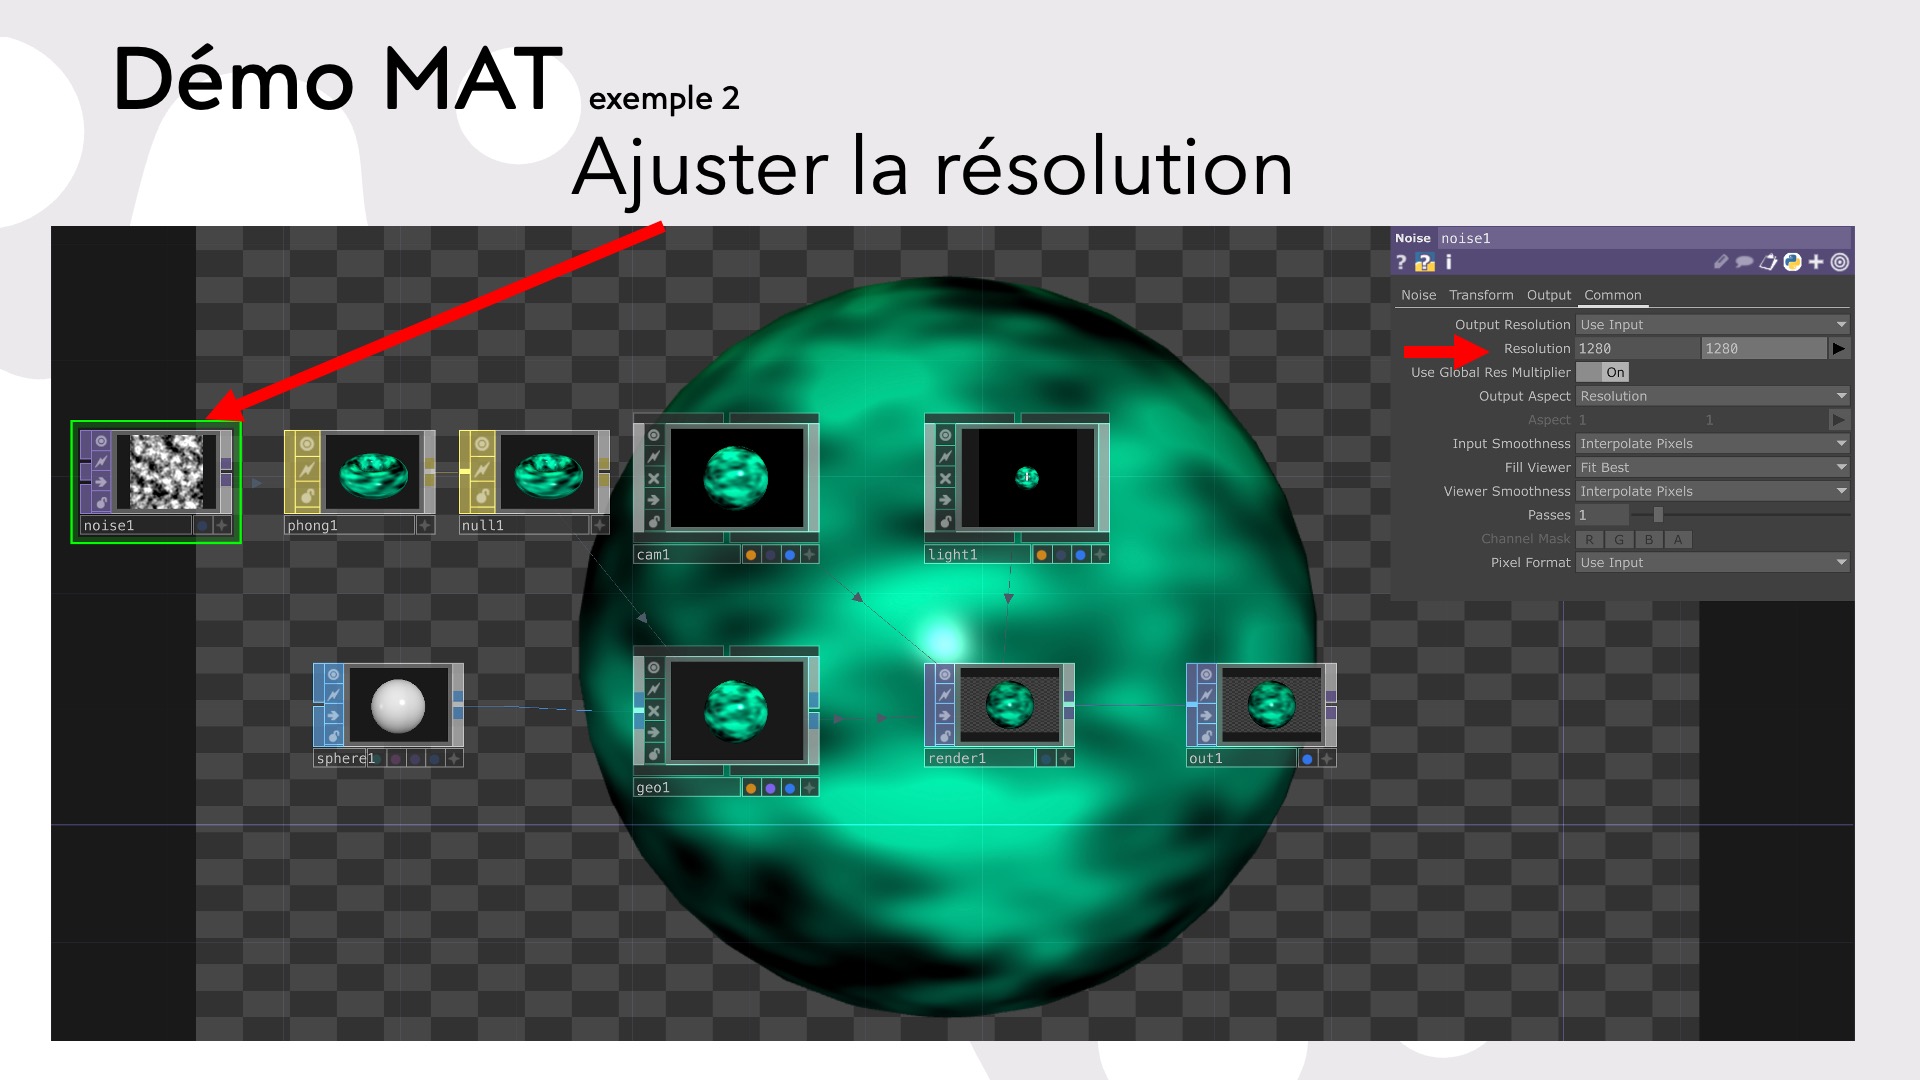 Démo MAT exemple 2
Ajuster la résolution
Noise noise1
? ? i
Noise Transform Output Common
Output Resolution Use Input
Resolution 1280 1280
Use Global Res Multiplier On
Output Aspect Resolution
Aspect 1 1
Input Smoothness Interpolate Pixels
Fill Viewer Fit Best
Viewer Smoothness Interpolate Pixels
Passes 1
Channel Mask R G B A
Pixel Format Use Input
noise1
phong1
null1
cam1
light1
sphere1
geo1
render1
out1